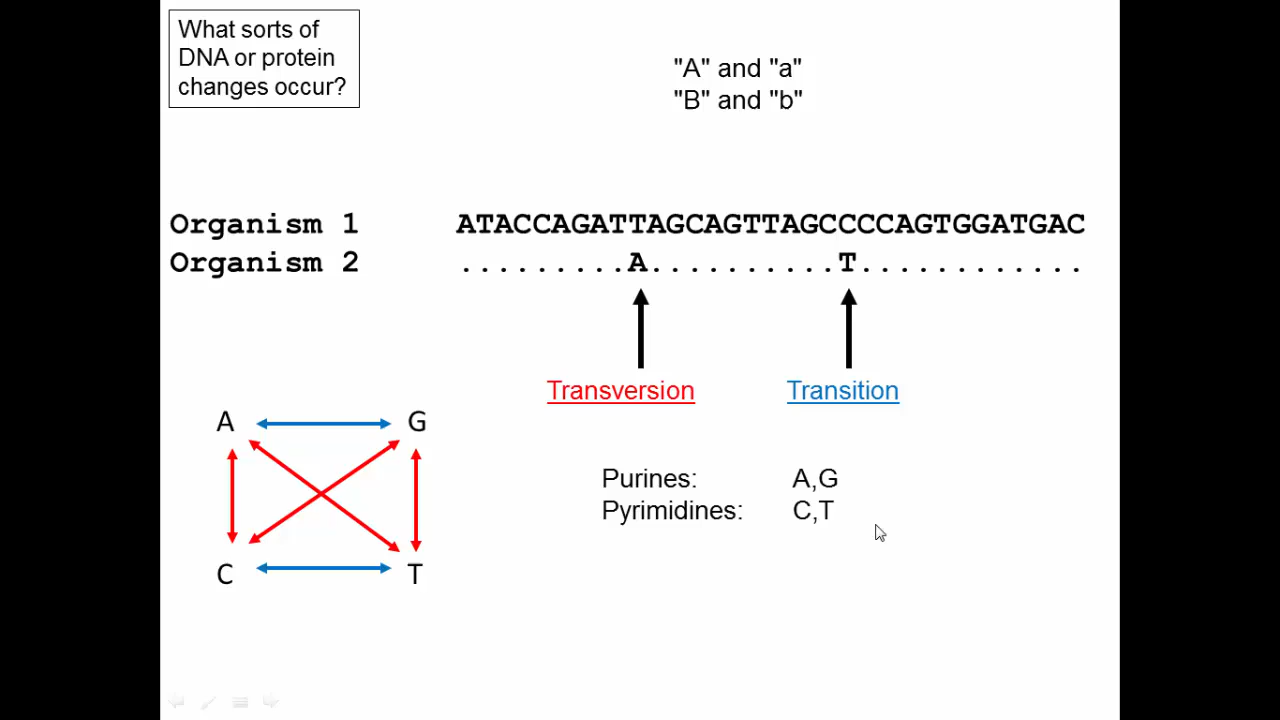 What sorts of
DNA or protein
changes occur?
"A" and "a"
"B" and "b"
Organism 1 ATACCAGATTAGCAGTTAGCCCCAGTGGATGAC
Organism 2 .........A..........T............
Transversion Transition
A G
C T
Purines: A,G
Pyrimidines: C,T